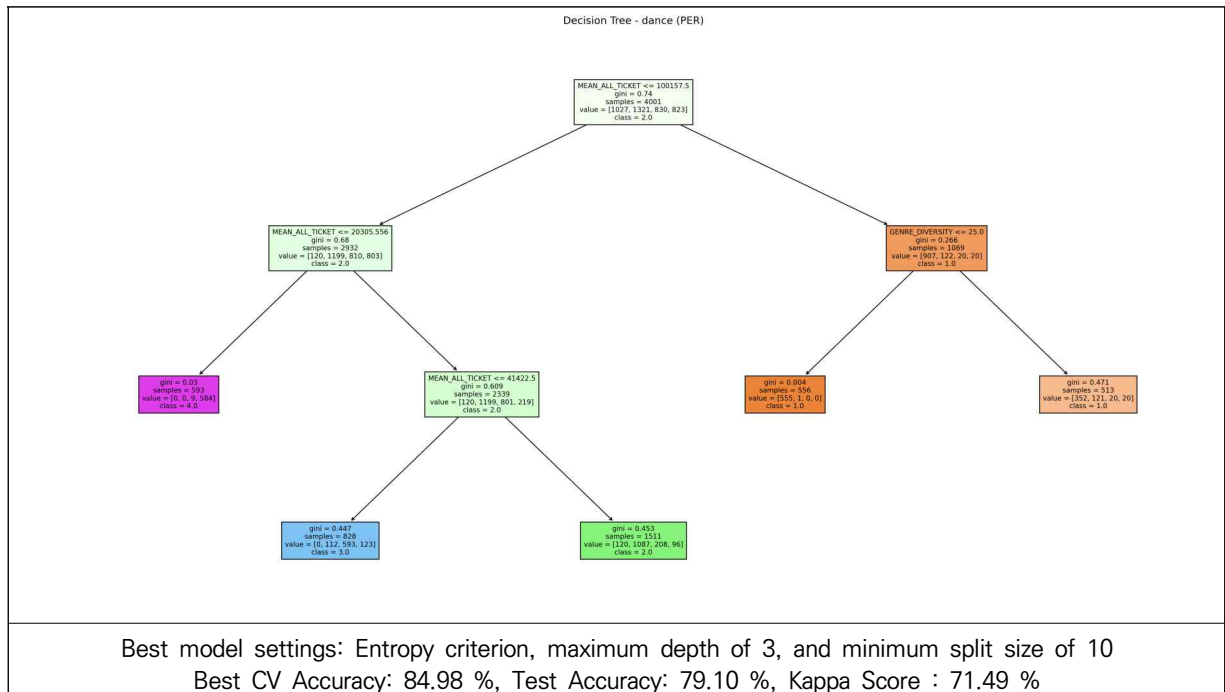 Decision Tree - dance (PER)
MEAN_ALL_TICKET <= 100157.5
gini = 0.74
samples = 4001
value = [1027, 1321, 830, 823]
class = 2.0
MEAN_ALL_TICKET <= 20305.556
gini = 0.68
samples = 2932
value = [120, 1199, 810, 803]
class = 2.0
GENRE_DIVERSITY <= 25.0
gini = 0.266
samples = 1069
value = [907, 122, 20, 20]
class = 1.0
gini = 0.03
samples = 593
value = [0, 0, 9, 584]
class = 4.0
MEAN_ALL_TICKET <= 41422.5
gini = 0.609
samples = 2339
value = [120, 1199, 801, 219]
class = 2.0
gini = 0.004
samples = 556
value = [555, 1, 0, 0]
class = 1.0
gini = 0.471
samples = 513
value = [352, 121, 20, 20]
class = 1.0
gini = 0.447
samples = 828
value = [0, 112, 593, 123]
class = 3.0
gini = 0.453
samples = 1511
value = [120, 1087, 208, 96]
class = 2.0
Best model settings: Entropy criterion, maximum depth of 3, and minimum split size of 10
Best CV Accuracy: 84.98 %, Test Accuracy: 79.10 %, Kappa Score : 71.49 %